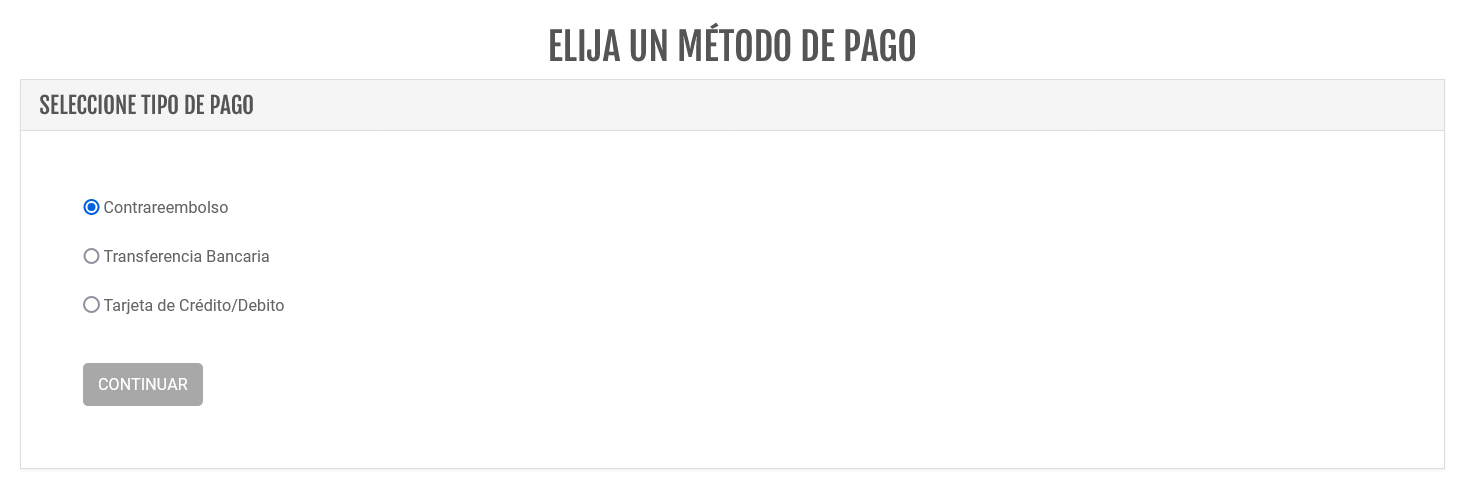 ELIJA UN MÉTODO DE PAGO
SELECCIONE TIPO DE PAGO
Contrareembolso
Transferencia Bancaria
Tarjeta de Crédito/Debito
CONTINUAR